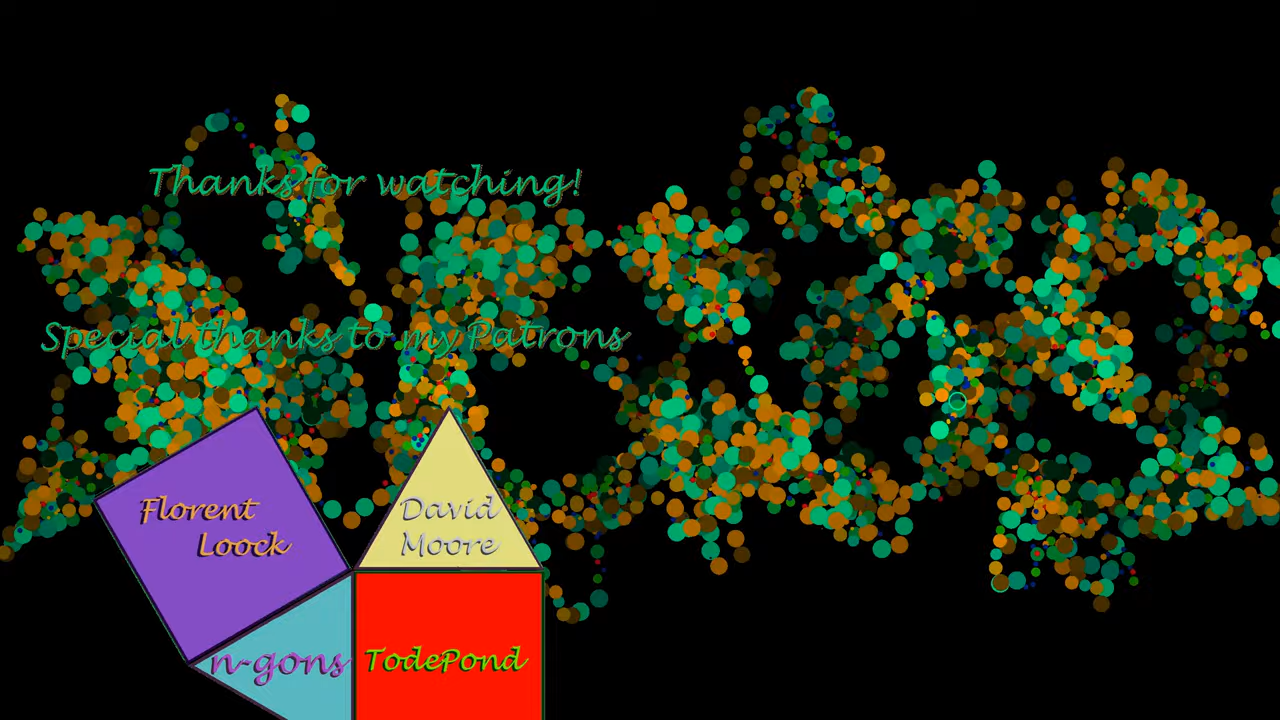 Thanks for watching!
Special thanks to my Patrons
Florent
Loock
David
Moore
n-gons
TodePond